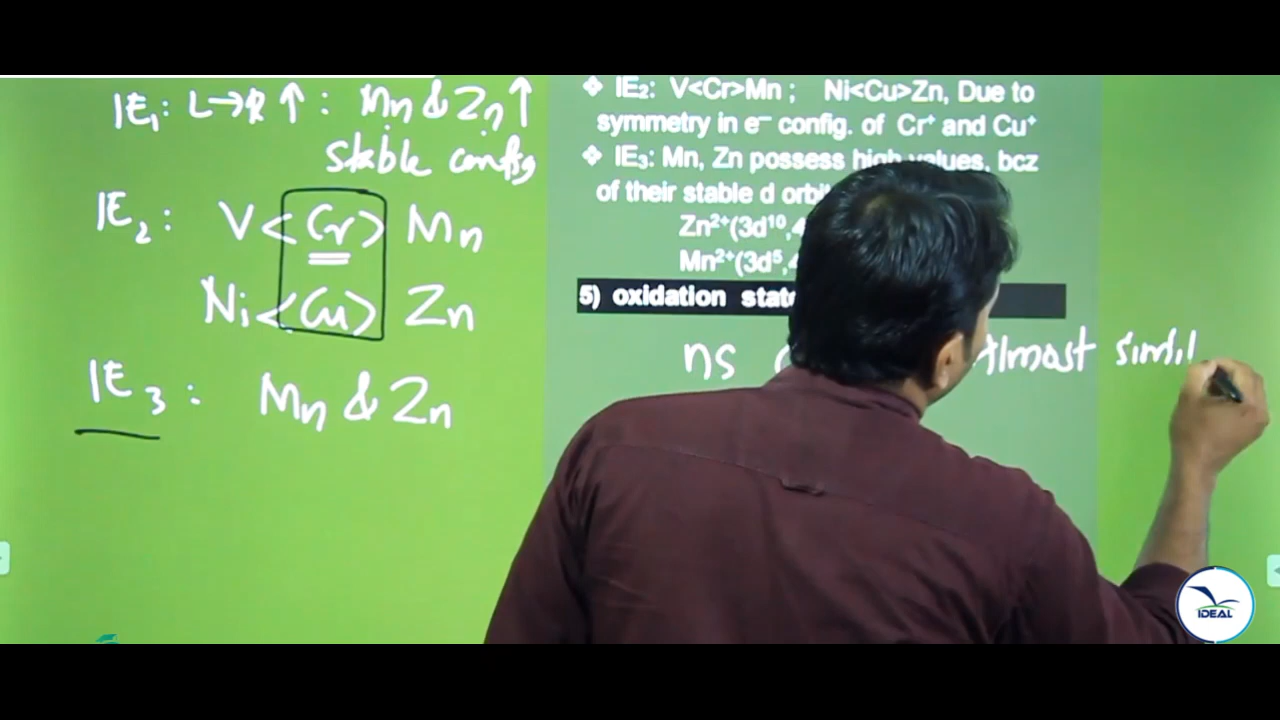 IE₁: L→R ↑ : Mn & Zn ↑
stable config
IE₂: V<Cr> Mn
Ni<Cu> Zn
IE₃: Mn & Zn
❖ IE₂: V<Cr>Mn ; Ni<Cu>Zn, Due to
symmetry in e⁻ config. of Cr⁺ and Cu⁺
❖ IE₃: Mn, Zn possess high values, bcz
of their stable d
Zn²⁺(3d¹⁰,
Mn²⁺(3d⁵,
5) oxidation
ns Almost
IDEAL